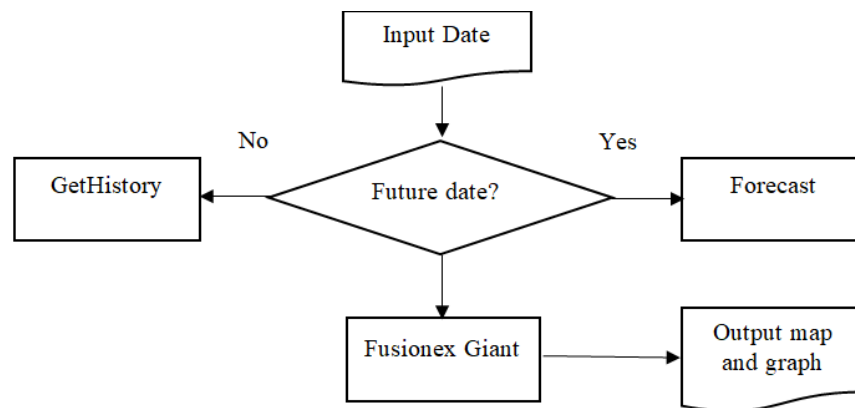 Input Date
No
Yes
GetHistory
Future date?
Forecast
Fusionex Giant
Output map
and graph